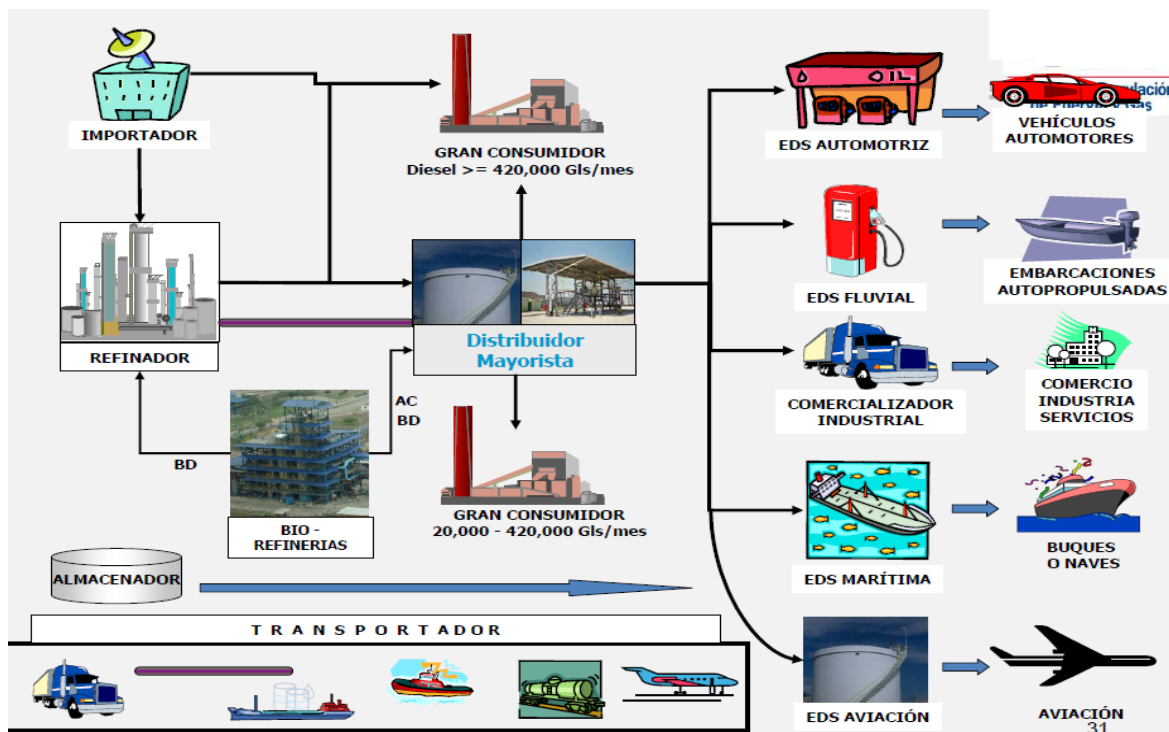 IMPORTADOR
GRAN CONSUMIDOR
Diesel >= 420,000 Gls/mes
OIL
EDS AUTOMOTRIZ
VEHÍCULOS
AUTOMOTORES
REFINADOR
Distribuidor
Mayorista
EDS FLUVIAL
EMBARCACIONES
AUTOPROPULSADAS
BD
AC
BD
BIO -
REFINERIAS
GRAN CONSUMIDOR
20,000 - 420,000 Gls/mes
COMERCIALIZADOR
INDUSTRIAL
COMERCIO
INDUSTRIA
SERVICIOS
EDS MARÍTIMA
BUQUES
O NAVES
ALMACENADOR
TRANSPORTADOR
EDS AVIACIÓN
AVIACIÓN
31